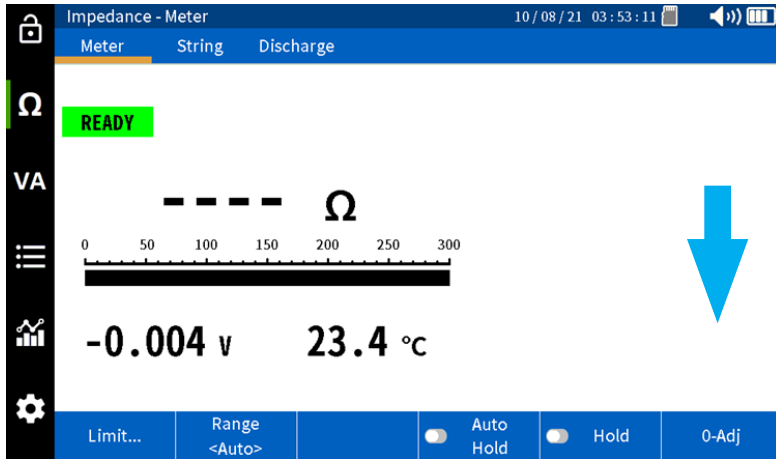 Impedance - Meter 10/08/21 03:53:11
Meter String Discharge
Ω
READY
VA
---- Ω
0 50 100 150 200 250 300
-0.004 V 23.4 °C
Limit... Range <Auto> Auto Hold Hold 0-Adj